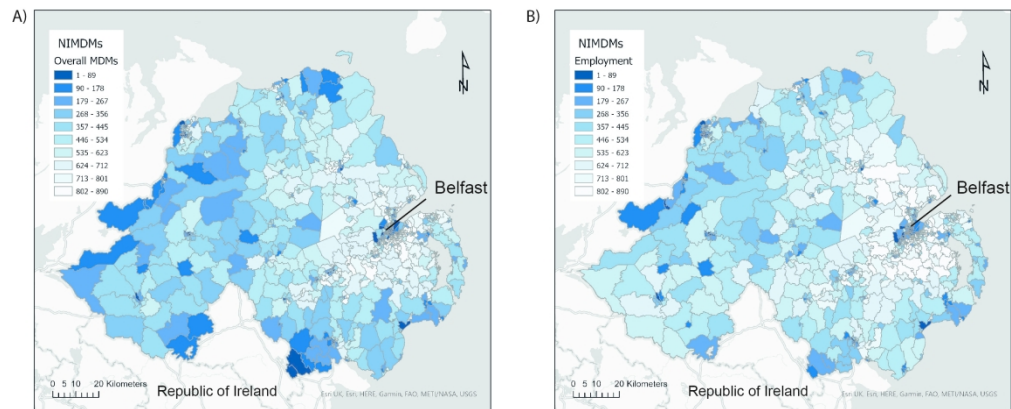 A)
NIMDMs
Overall MDMs
1 - 89
90 - 178
179 - 267
268 - 356
357 - 445
446 - 534
535 - 623
624 - 712
713 - 801
802 - 890
N
Belfast
0 5 10 20 Kilometers
Republic of Ireland
Esri UK, Esri, HERE, Garmin, FAO, METI/NASA, USGS
B)
NIMDMs
Employment
1 - 89
90 - 178
179 - 267
268 - 356
357 - 445
446 - 534
535 - 623
624 - 712
713 - 801
802 - 890
N
Belfast
0 5 10 20 Kilometers
Republic of Ireland
Esri UK, Esri, HERE, Garmin, FAO, METI/NASA, USGS